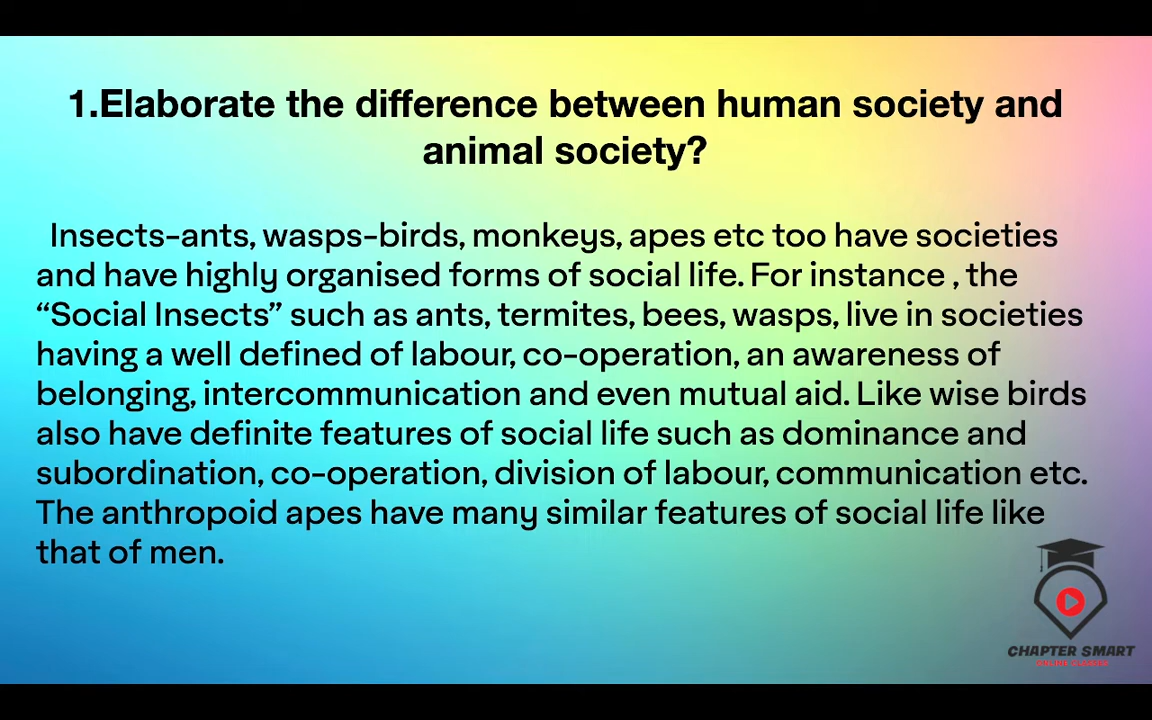 1.Elaborate the difference between human society and
animal society?
Insects-ants, wasps-birds, monkeys, apes etc too have societies
and have highly organised forms of social life. For instance , the
“Social Insects” such as ants, termites, bees, wasps, live in societies
having a well defined of labour, co-operation, an awareness of
belonging, intercommunication and even mutual aid. Like wise birds
also have definite features of social life such as dominance and
subordination, co-operation, division of labour, communication etc.
The anthropoid apes have many similar features of social life like
that of men.
CHAPTER SMART